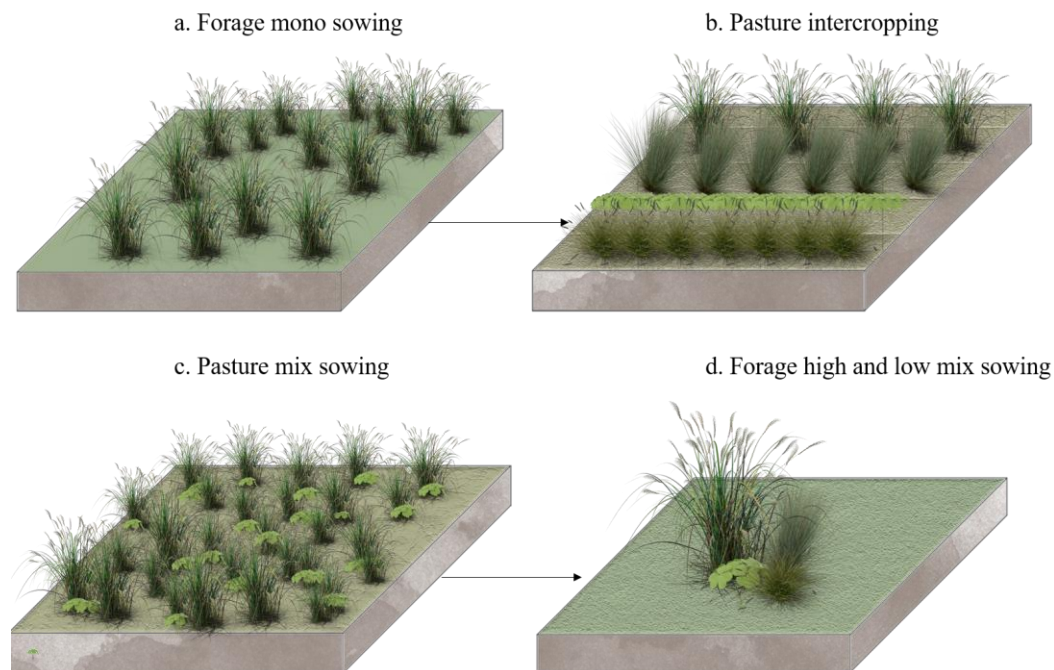 a. Forage mono sowing
b. Pasture intercropping
c. Pasture mix sowing
d. Forage high and low mix sowing